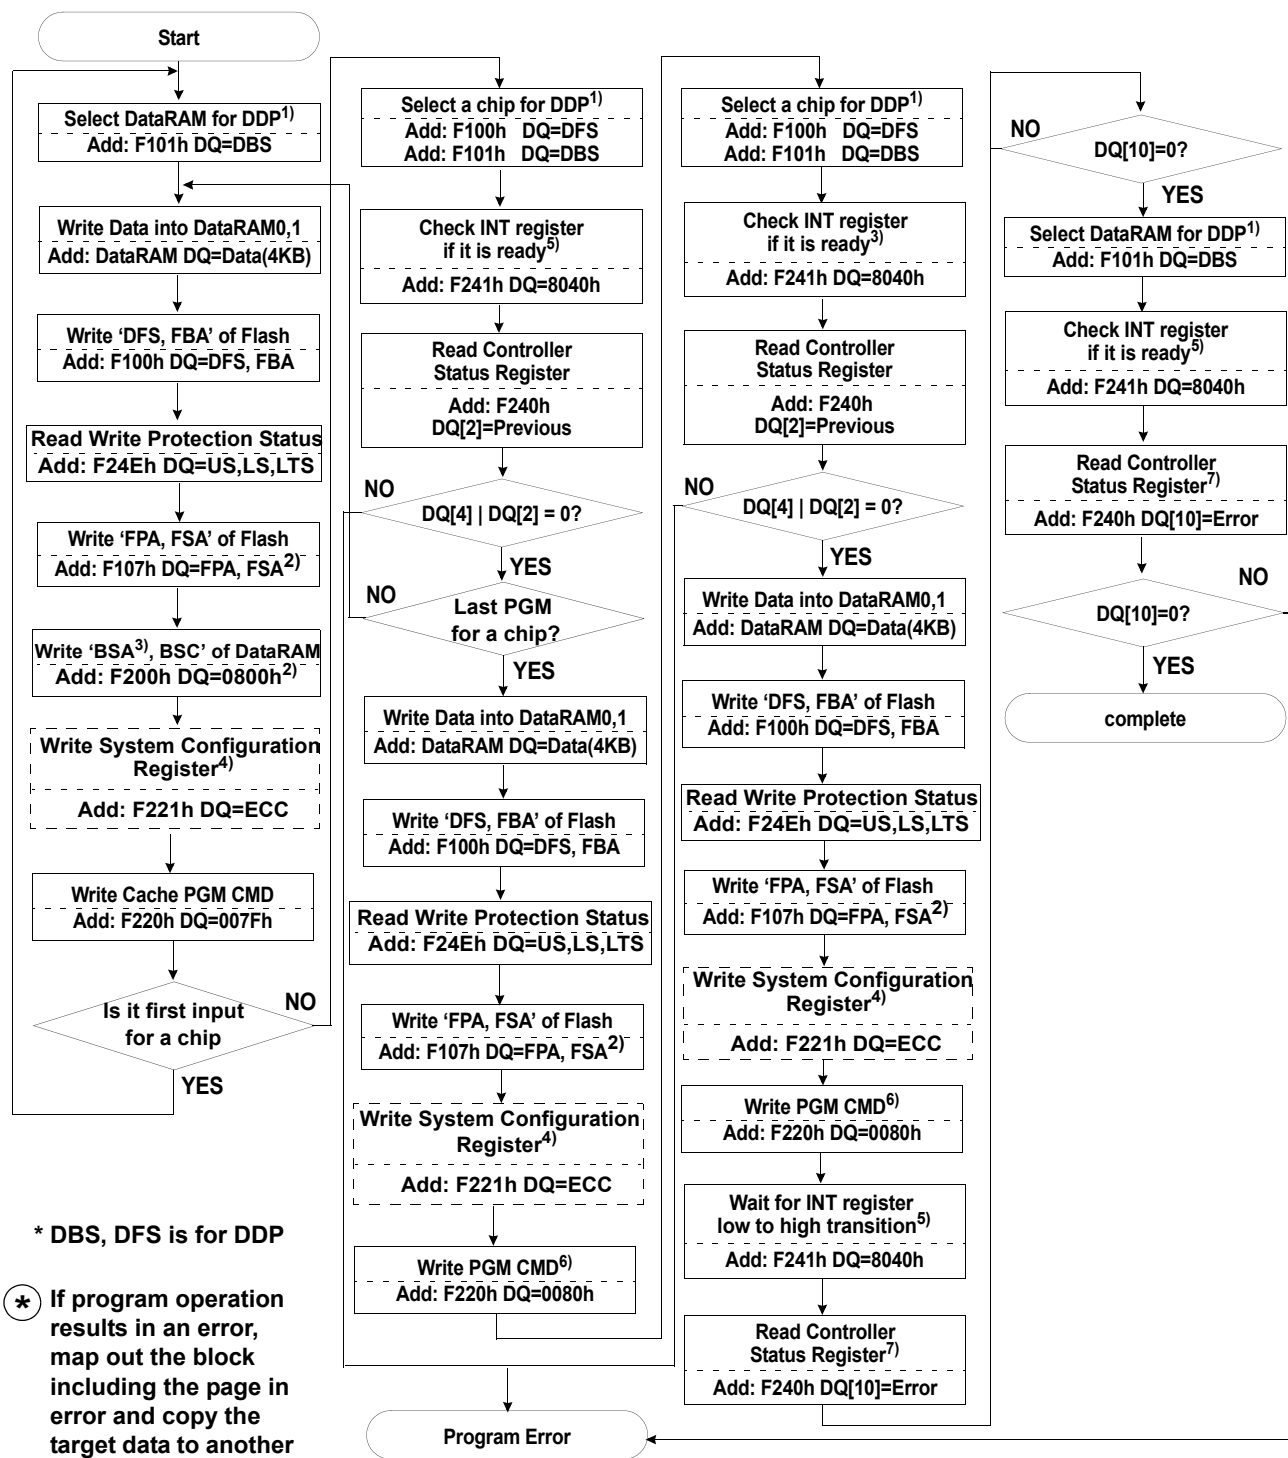 Start
Select DataRAM for DDP1)
Add: F101h DQ=DBS
Write Data into DataRAM0,1
Add: DataRAM DQ=Data(4KB)
Write ‘DFS, FBA’ of Flash
Add: F100h DQ=DFS, FBA
Read Write Protection Status
Add: F24Eh DQ=US,LS,LTS
Write ‘FPA, FSA’ of Flash
Add: F107h DQ=FPA, FSA2)
Write ‘BSA3), BSC’ of DataRAM
Add: F200h DQ=0800h2)
Write System Configuration
Register4)
Add: F221h DQ=ECC
Write Cache PGM CMD
Add: F220h DQ=007Fh
Is it first input
for a chip
NO
YES
* DBS, DFS is for DDP
* If program operation
results in an error,
map out the block
including the page in
error and copy the
target data to another
Select a chip for DDP1)
Add: F100h DQ=DFS
Add: F101h DQ=DBS
Check INT register
if it is ready5)
Add: F241h DQ=8040h
Read Controller
Status Register
Add: F240h
DQ[2]=Previous
NO
DQ[4] | DQ[2] = 0?
YES
NO
Last PGM
for a chip?
YES
Write Data into DataRAM0,1
Add: DataRAM DQ=Data(4KB)
Write ‘DFS, FBA’ of Flash
Add: F100h DQ=DFS, FBA
Read Write Protection Status
Add: F24Eh DQ=US,LS,LTS
Write ‘FPA, FSA’ of Flash
Add: F107h DQ=FPA, FSA2)
Write System Configuration
Register4)
Add: F221h DQ=ECC
Write PGM CMD6)
Add: F220h DQ=0080h
Program Error
Select a chip for DDP1)
Add: F100h DQ=DFS
Add: F101h DQ=DBS
Check INT register
if it is ready3)
Add: F241h DQ=8040h
Read Controller
Status Register
Add: F240h
DQ[2]=Previous
NO
DQ[4] | DQ[2] = 0?
YES
Write Data into DataRAM0,1
Add: DataRAM DQ=Data(4KB)
Write ‘DFS, FBA’ of Flash
Add: F100h DQ=DFS, FBA
Read Write Protection Status
Add: F24Eh DQ=US,LS,LTS
Write ‘FPA, FSA’ of Flash
Add: F107h DQ=FPA, FSA2)
Write System Configuration
Register4)
Add: F221h DQ=ECC
Write PGM CMD6)
Add: F220h DQ=0080h
Wait for INT register
low to high transition5)
Add: F241h DQ=8040h
Read Controller
Status Register7)
Add: F240h DQ[10]=Error
NO
DQ[10]=0?
YES
Select DataRAM for DDP1)
Add: F101h DQ=DBS
Check INT register
if it is ready5)
Add: F241h DQ=8040h
Read Controller
Status Register7)
Add: F240h DQ[10]=Error
NO
DQ[10]=0?
YES
complete